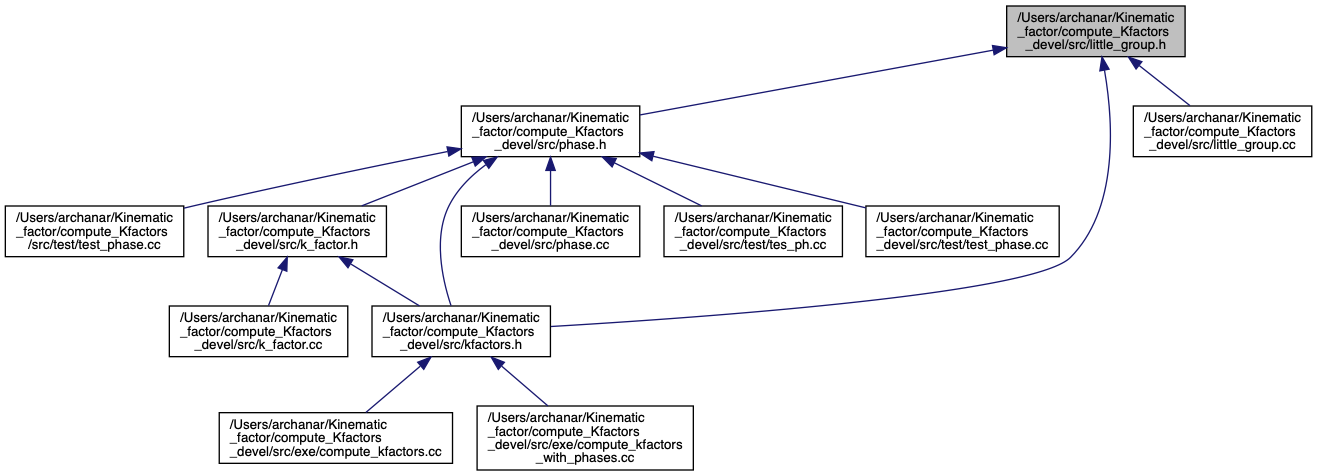 /Users/archanar/Kinematic
_factor/compute_Kfactors
_devel/src/little_group.h
/Users/archanar/Kinematic
_factor/compute_Kfactors
_devel/src/phase.h
/Users/archanar/Kinematic
_factor/compute_Kfactors
_devel/src/little_group.cc
/Users/archanar/Kinematic
_factor/compute_Kfactors
/src/test/test_phase.cc
/Users/archanar/Kinematic
_factor/compute_Kfactors
_devel/src/k_factor.h
/Users/archanar/Kinematic
_factor/compute_Kfactors
_devel/src/phase.cc
/Users/archanar/Kinematic
_factor/compute_Kfactors
_devel/src/test/tes_ph.cc
/Users/archanar/Kinematic
_factor/compute_Kfactors
_devel/src/test/test_phase.cc
/Users/archanar/Kinematic
_factor/compute_Kfactors
_devel/src/k_factor.cc
/Users/archanar/Kinematic
_factor/compute_Kfactors
_devel/src/kfactors.h
/Users/archanar/Kinematic
_factor/compute_Kfactors
_devel/src/exe/compute_kfactors.cc
/Users/archanar/Kinematic
_factor/compute_Kfactors
_devel/src/exe/compute_kfactors
_with_phases.cc